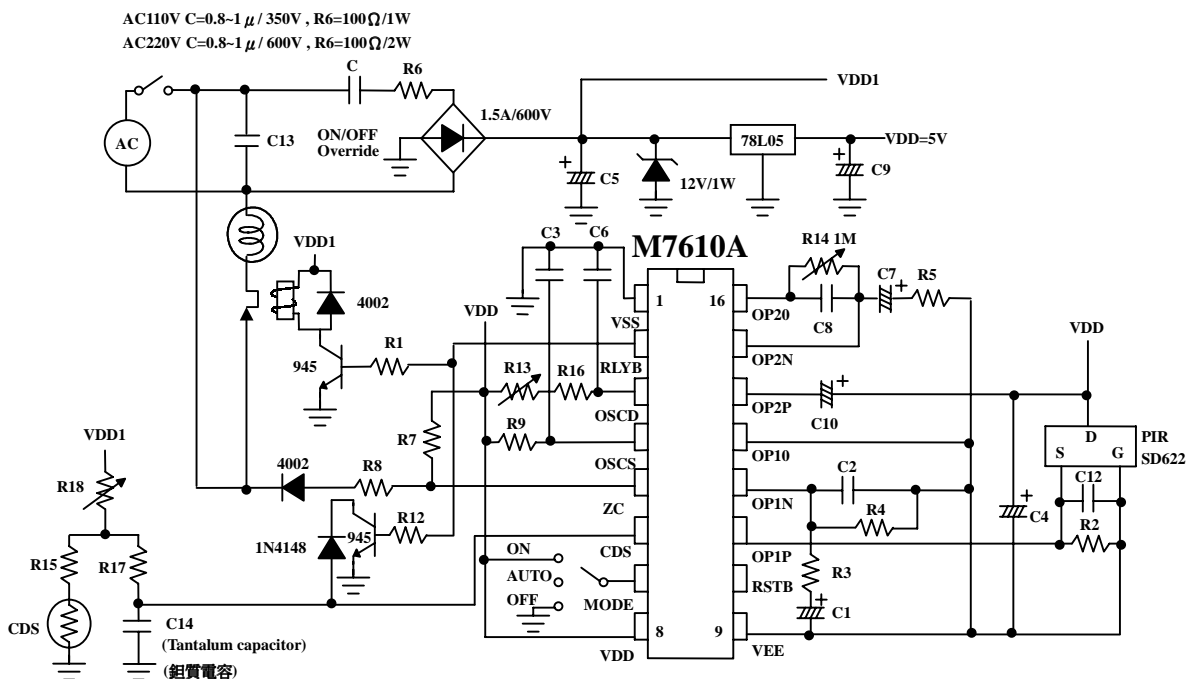 AC110V C=0.8~1μ/350V , R6=100Ω/1W
AC220V C=0.8~1μ/600V , R6=100Ω/2W
C
R6
VDD1
1.5A/600V
AC
C13
ON/OFF
Override
78L05
VDD=5V
C5
12V/1W
C9
C3
C6
M7610A
R14 1M
VDD1
C7
R5
4002
1
16
VSS
OP20
C8
VDD
VDD
945
R1
OP2N
RLYB
R13
R16
OP2P
C10
OSCD
R7
R9
D
PIR
SD622
S
G
VDD1
OSCS
OP10
4002
R8
C2
C12
R18
ZC
OP1N
R4
C4
R2
1N4148
945
R12
CDS
OP1P
R15
R17
ON
AUTO
OFF
MODE
RSTB
R3
C1
CDS
C14
(Tantalum capacitor)
(鉭質電容)
8
9
VDD
VEE
+
+
+
+
+
+
+